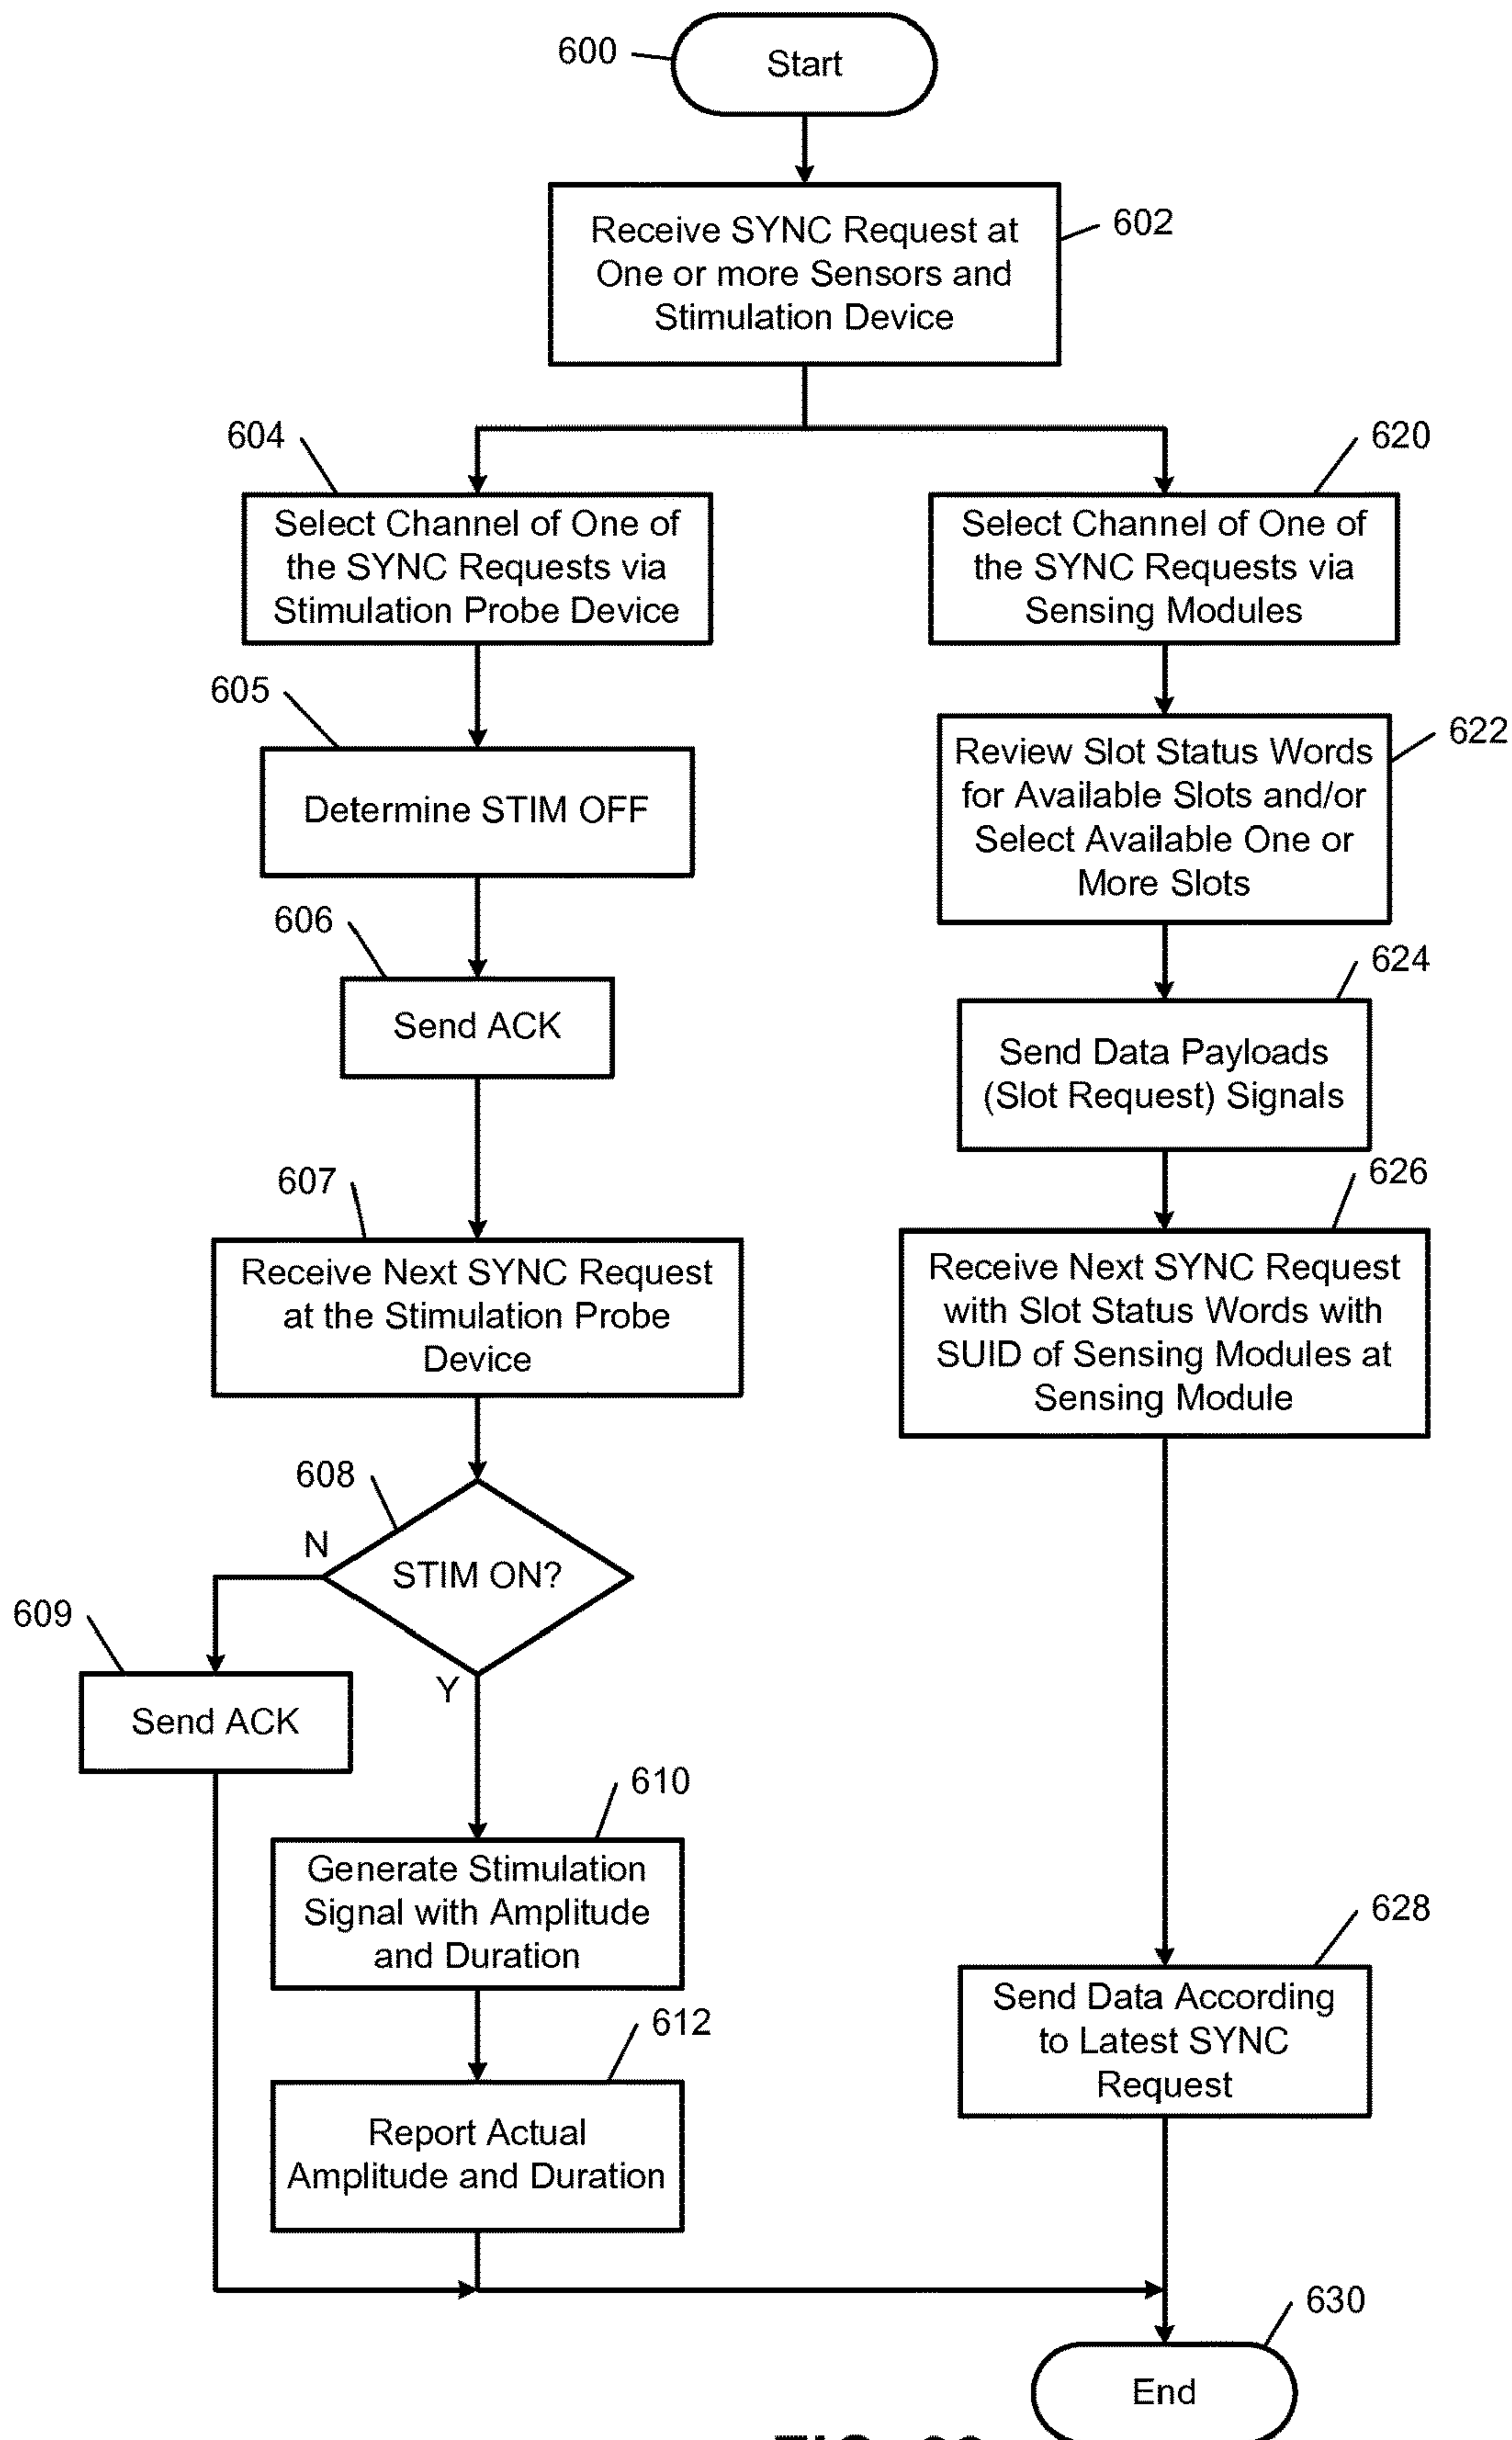 600
Start
Receive SYNC Request at
One or more Sensors and
Stimulation Device
602
604
Select Channel of One of
the SYNC Requests via
Stimulation Probe Device
605
Determine STIM OFF
606
Send ACK
607
Receive Next SYNC Request
at the Stimulation Probe
Device
608
STIM ON?
N
Y
609
Send ACK
610
Generate Stimulation
Signal with Amplitude
and Duration
612
Report Actual
Amplitude and Duration
620
Select Channel of One of
the SYNC Requests via
Sensing Modules
622
Review Slot Status Words
for Available Slots and/or
Select Available One or
More Slots
624
Send Data Payloads
(Slot Request) Signals
626
Receive Next SYNC Request
with Slot Status Words with
SUID of Sensing Modules at
Sensing Module
628
Send Data According
to Latest SYNC
Request
630
End